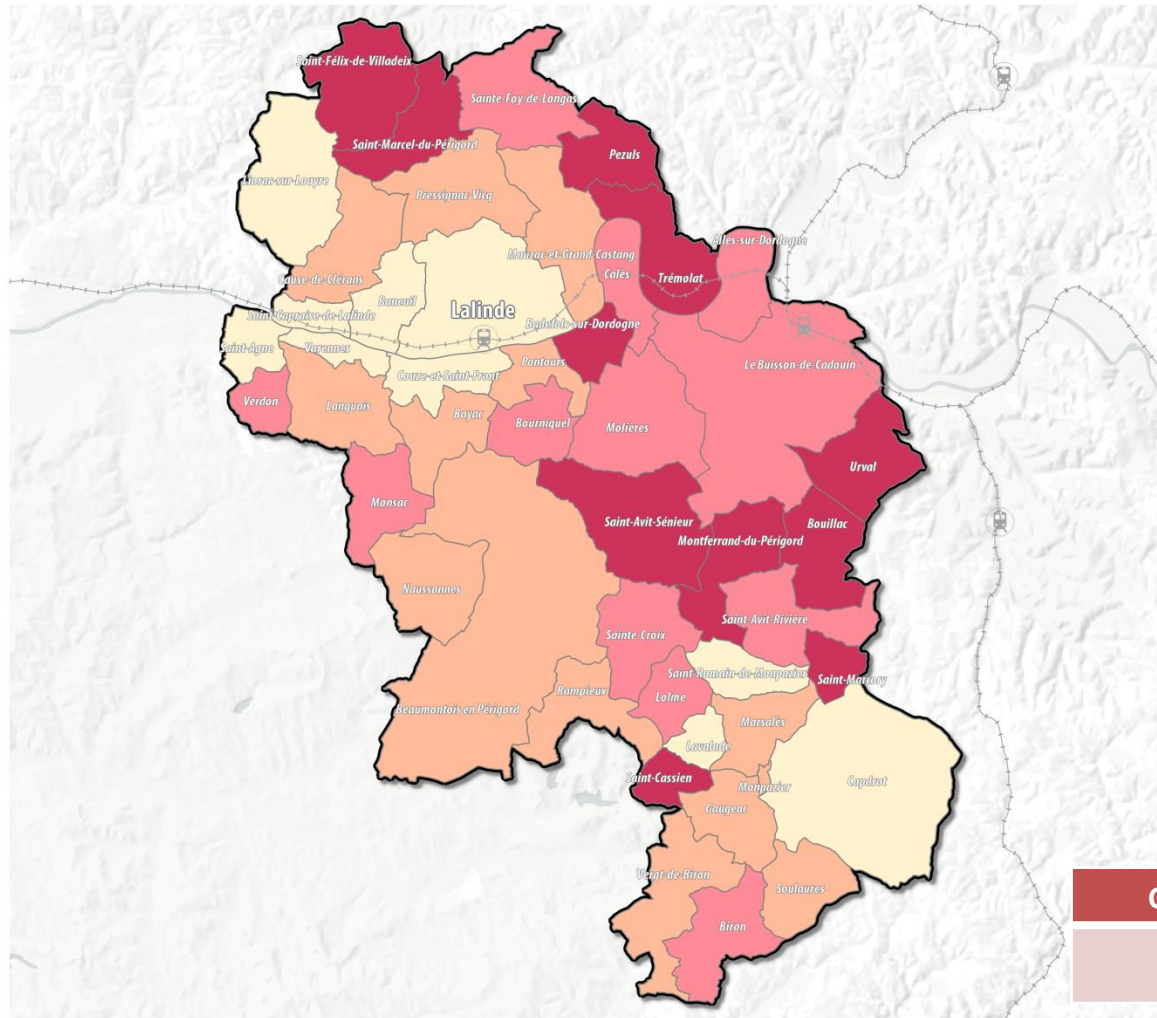 Saint-Félix-de-Villadeix
Sainte-Foy-de-Longas
Saint-Marcel-du-Périgord
Pezuls
Liorac-sur-Louyre
Pressignac-Vicq
Alles-sur-Dordogne
Mauzac-et-Grand-Castang
Calès
Trémolat
Cause-de-Clérans
Baneuil
Lalinde
Saint-Capraise-de-Lalinde
Badefols-sur-Dordogne
Saint-Agne
Varennes
Pontours
Le Buisson-de-Cadouin
Couze-et-Saint-Front
Verdon
Lanquais
Bayac
Bourniquel
Molières
Urval
Monsac
Saint-Avit-Sénieur
Bouillac
Montferrand-du-Périgord
Naussannes
Saint-Avit-Rivière
Sainte-Croix
Saint-Romain-de-Monpazier
Saint-Marcory
Rampieux
Lolme
Beaumontois en Périgord
Marsalès
Lavalade
Saint-Cassien
Capdrot
Monpazier
Gaugeac
Vergt-de-Biron
Soulaures
Biron